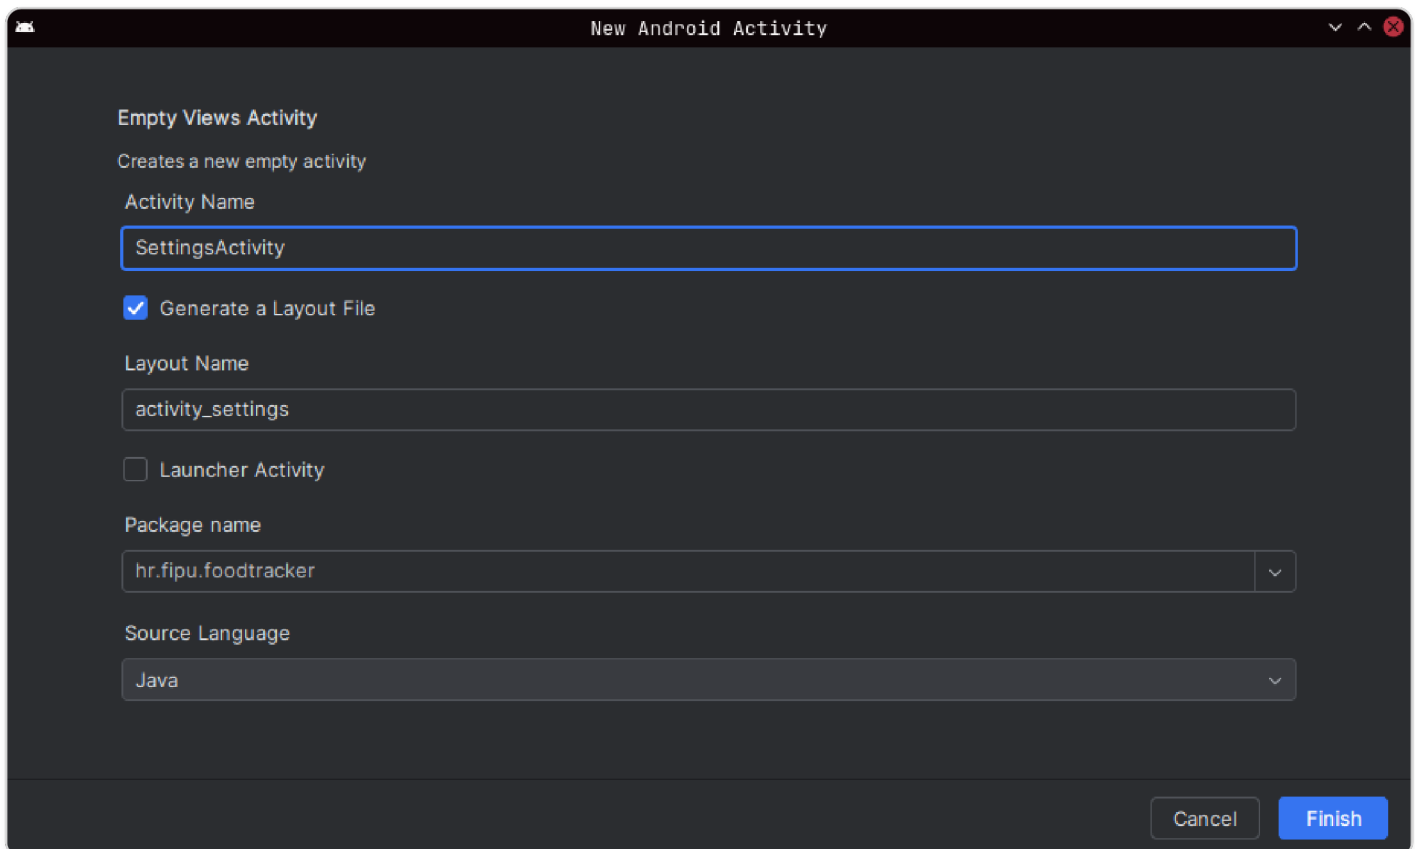 New Android Activity
Empty Views Activity
Creates a new empty activity
Activity Name
SettingsActivity
Generate a Layout File
Layout Name
activity_settings
Launcher Activity
Package name
hr.fipu.foodtracker
Source Language
Java
Cancel
Finish